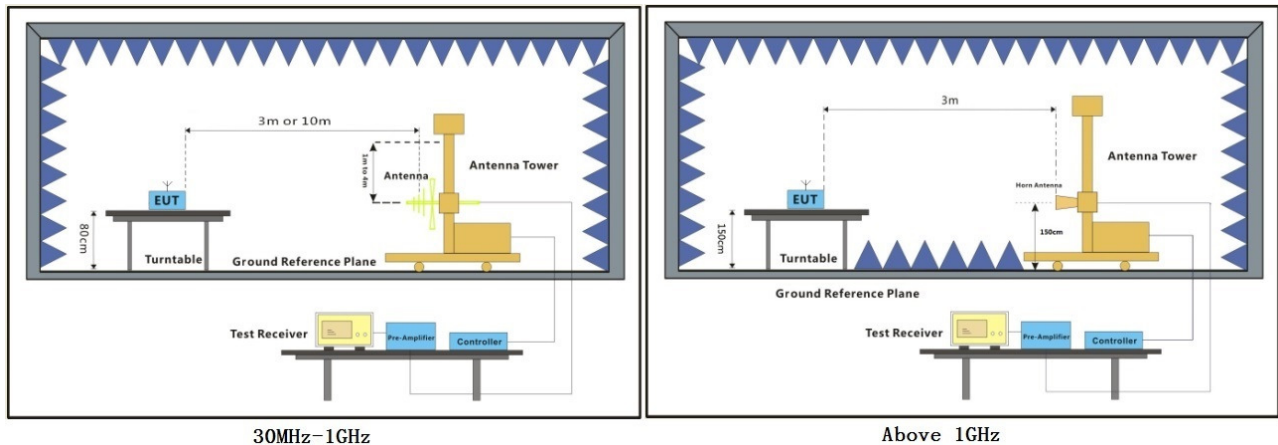 3m or 10m
1m to 4m
Antenna
Antenna Tower
EUT
80cm
Turntable
Ground Reference Plane
Test Receiver
Pre-Amplifier
Controller
30MHz-1GHz
3m
Antenna Tower
Horn Antenna
EUT
150cm
150cm
Turntable
Ground Reference Plane
Test Receiver
Pre-Amplifier
Controller
Above 1GHz